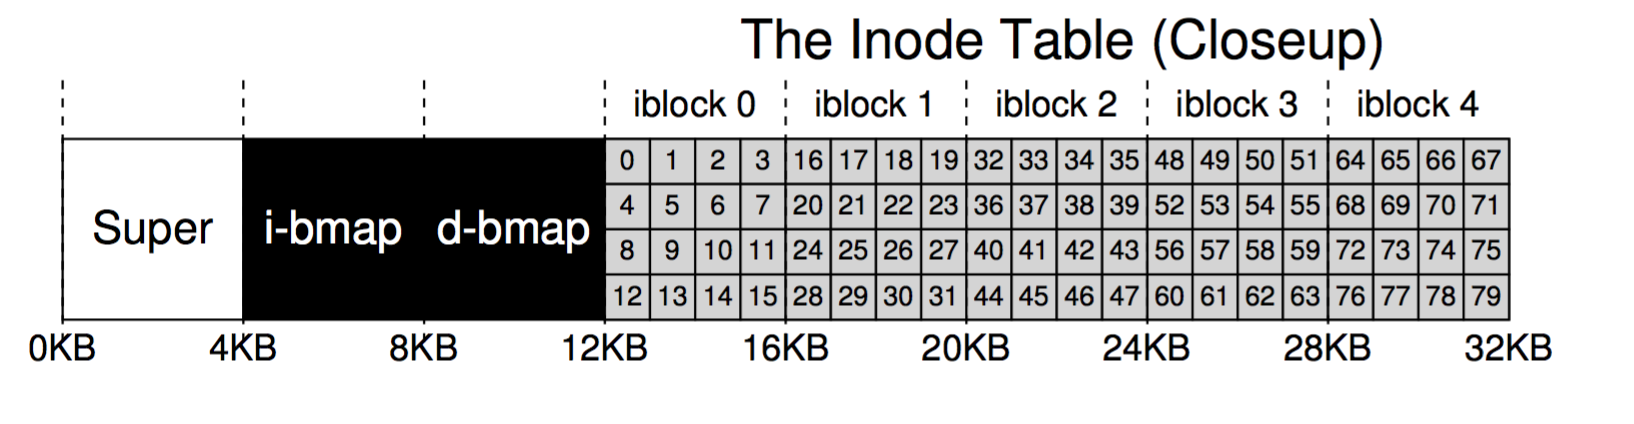 The Inode Table (Closeup)
iblock 0 iblock 1 iblock 2 iblock 3 iblock 4
0 1 2 3 16 17 18 19 32 33 34 35 48 49 50 51 64 65 66 67
4 5 6 7 20 21 22 23 36 37 38 39 52 53 54 55 68 69 70 71
Super i-bmap d-bmap
8 9 10 11 24 25 26 27 40 41 42 43 56 57 58 59 72 73 74 75
12 13 14 15 28 29 30 31 44 45 46 47 60 61 62 63 76 77 78 79
0KB 4KB 8KB 12KB 16KB 20KB 24KB 28KB 32KB